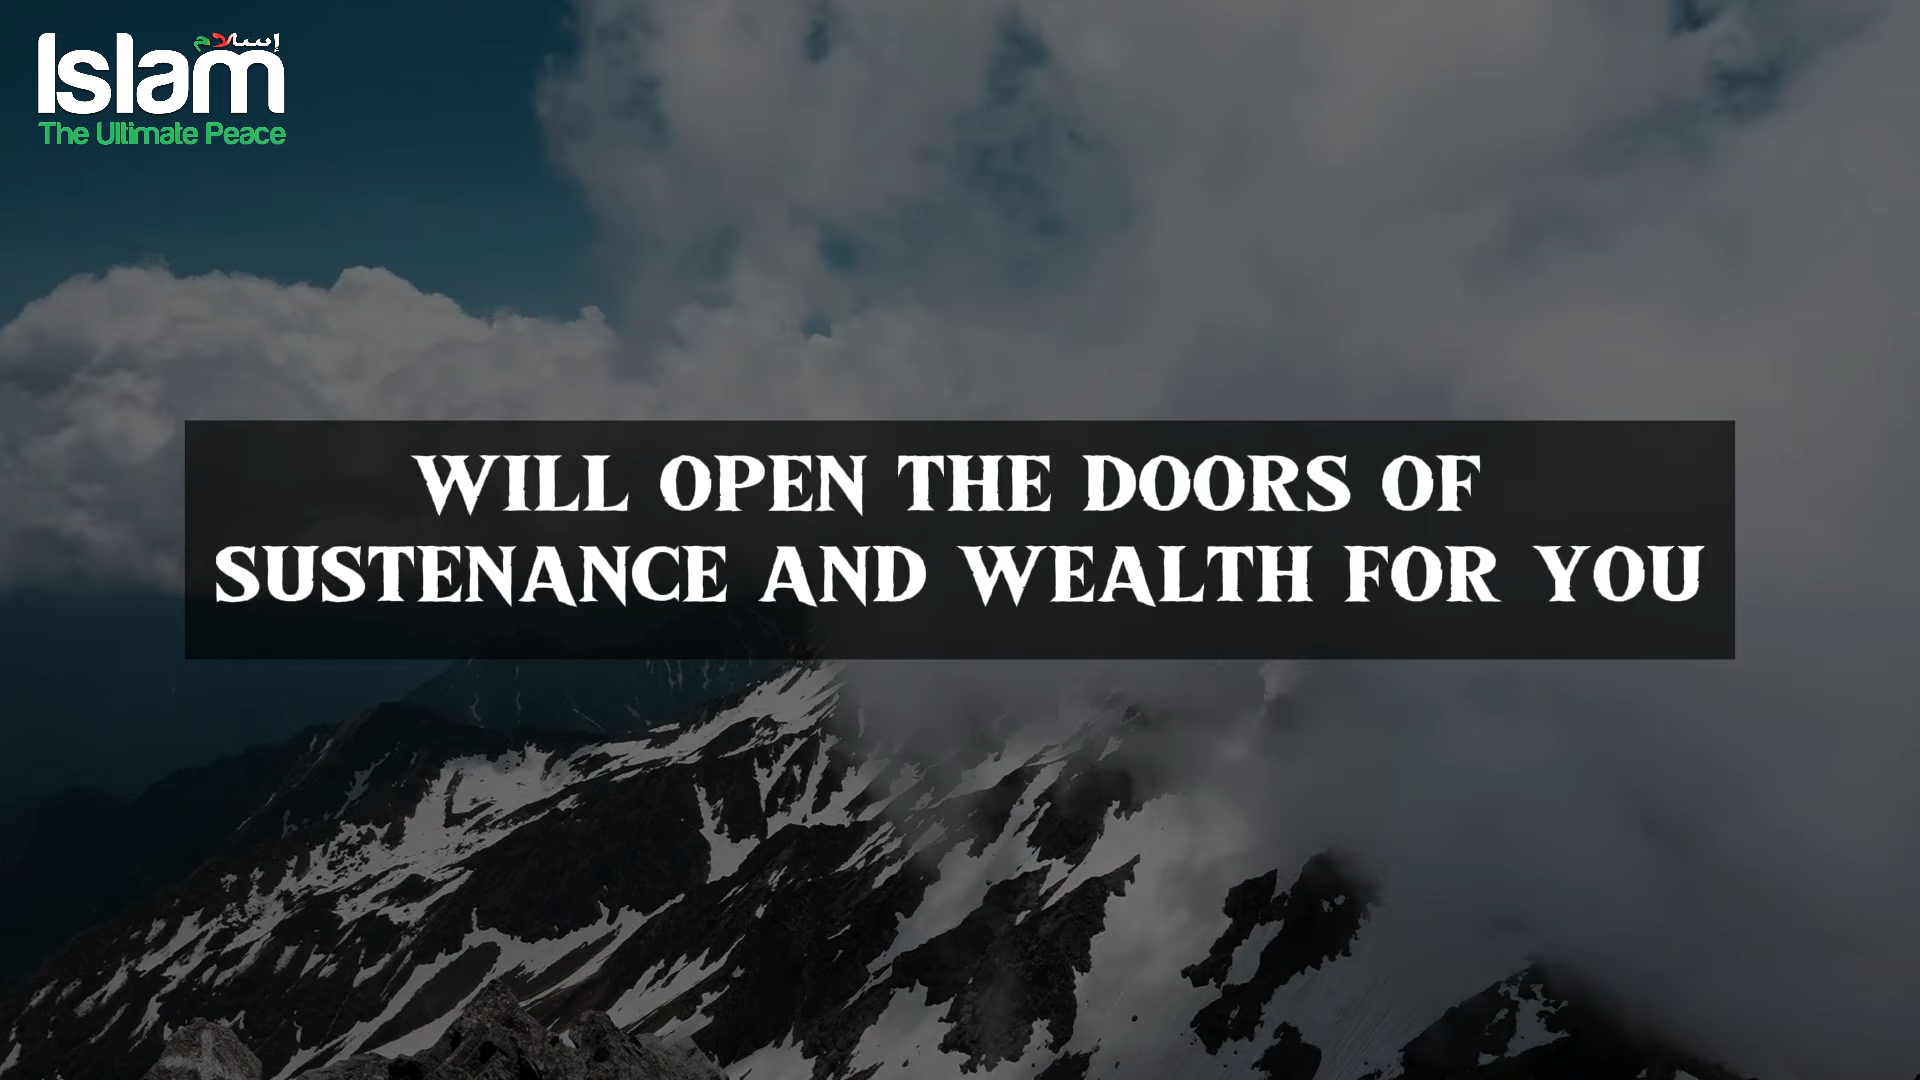 إسلام
Islam
The Ultimate Peace
WILL OPEN THE DOORS OF
SUSTENANCE AND WEALTH FOR YOU